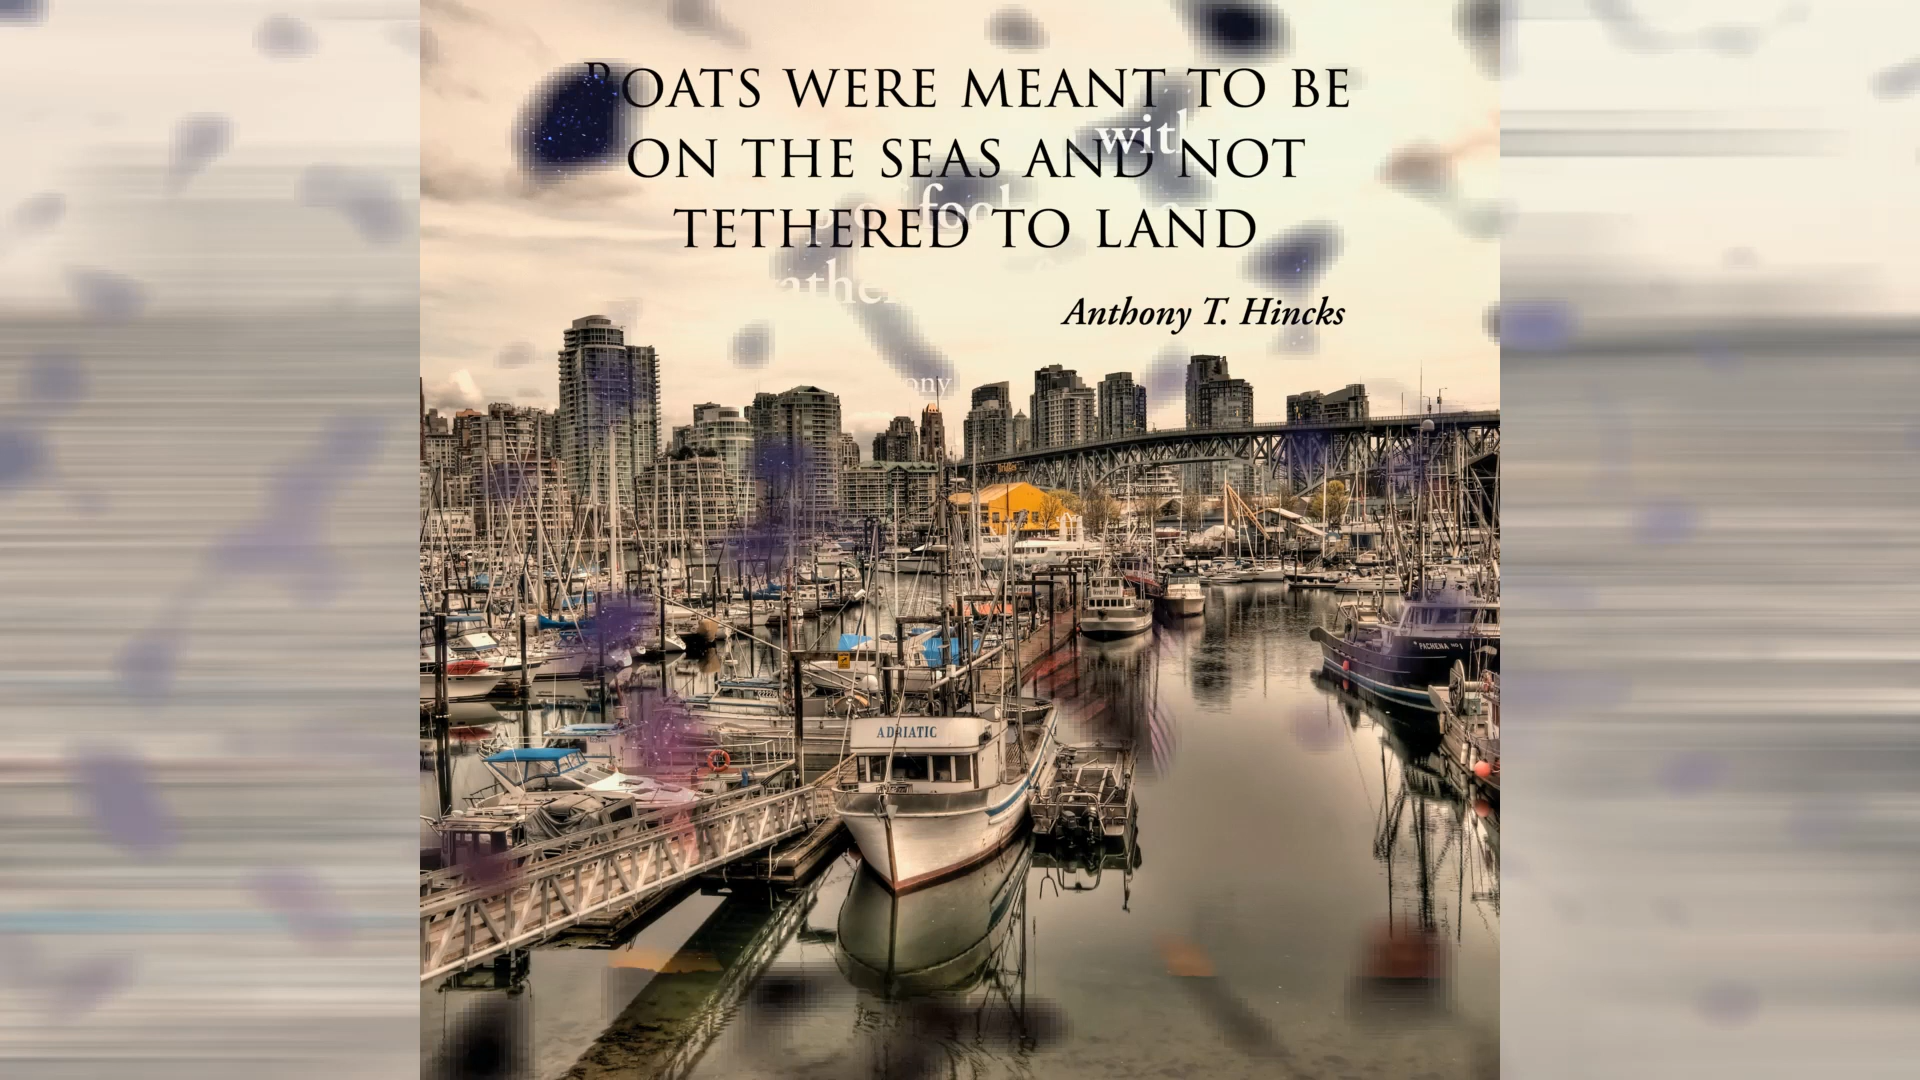 BOATS WERE MEANT TO BE
ON THE SEAS AND NOT
TETHERED TO LAND
Anthony T. Hincks
ADRIATIC